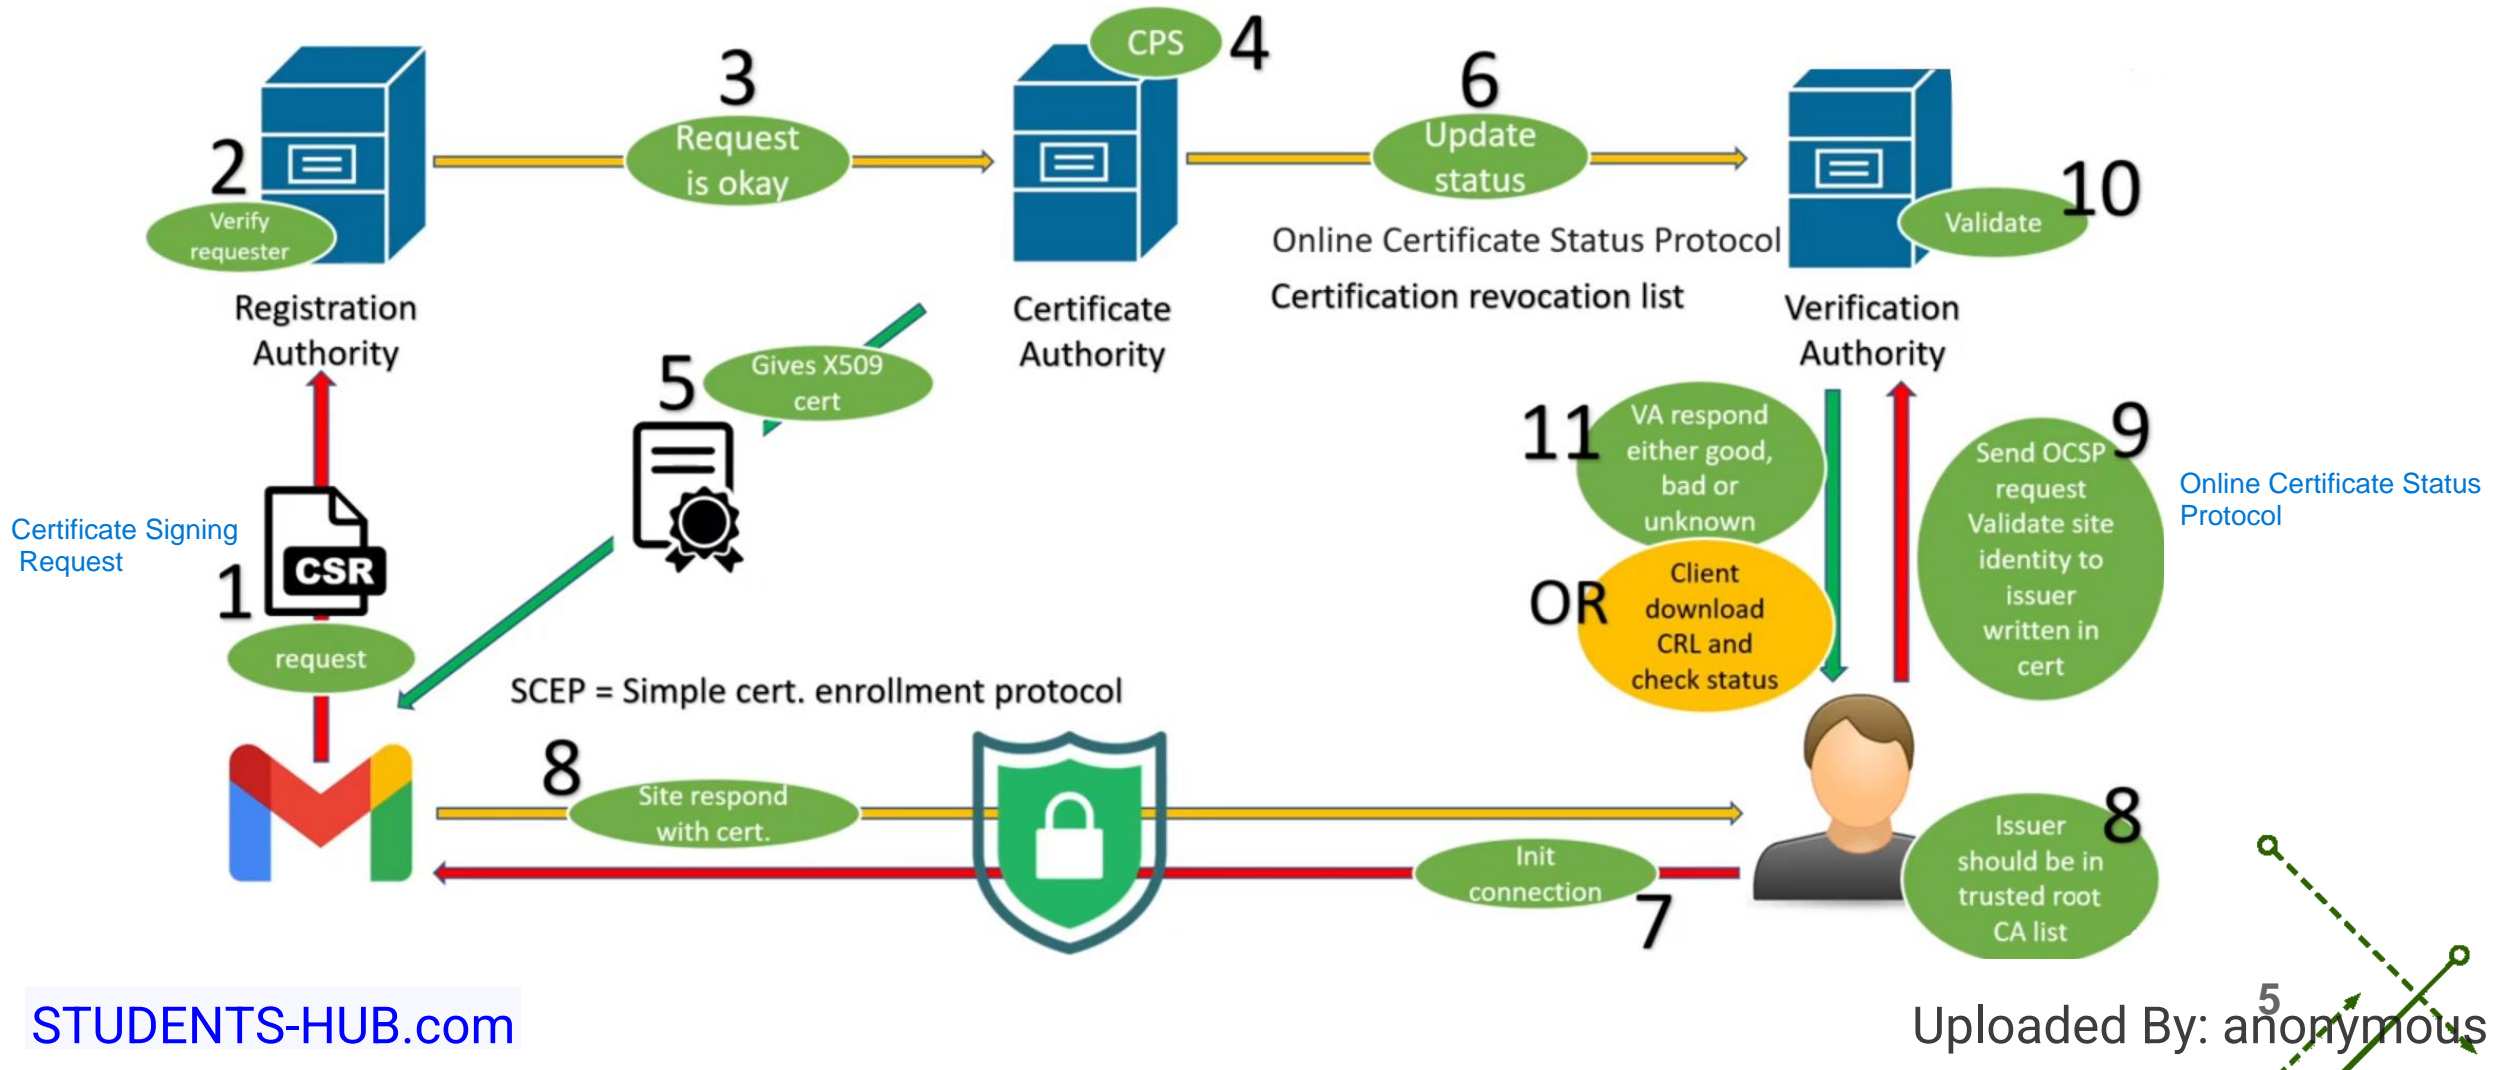 CPS
4
3
6
Request
is okay
Update
status
2
Verify
requester
10
Validate
Online Certificate Status Protocol
Certification revocation list
Registration
Authority
Certificate
Authority
Verification
Authority
5
Gives X509
cert
11
VA respond
either good,
bad or
unknown
9
Send OCSP
request
Validate site
identity to
issuer
written in
cert
Online Certificate Status
Protocol
Certificate Signing
Request
CSR
1
request
OR
Client
download
CRL and
check status
SCEP = Simple cert. enrollment protocol
8
Site respond
with cert.
Init
connection
7
8
Issuer
should be in
trusted root
CA list
5
STUDENTS-HUB.com
Uploaded By: anonymous